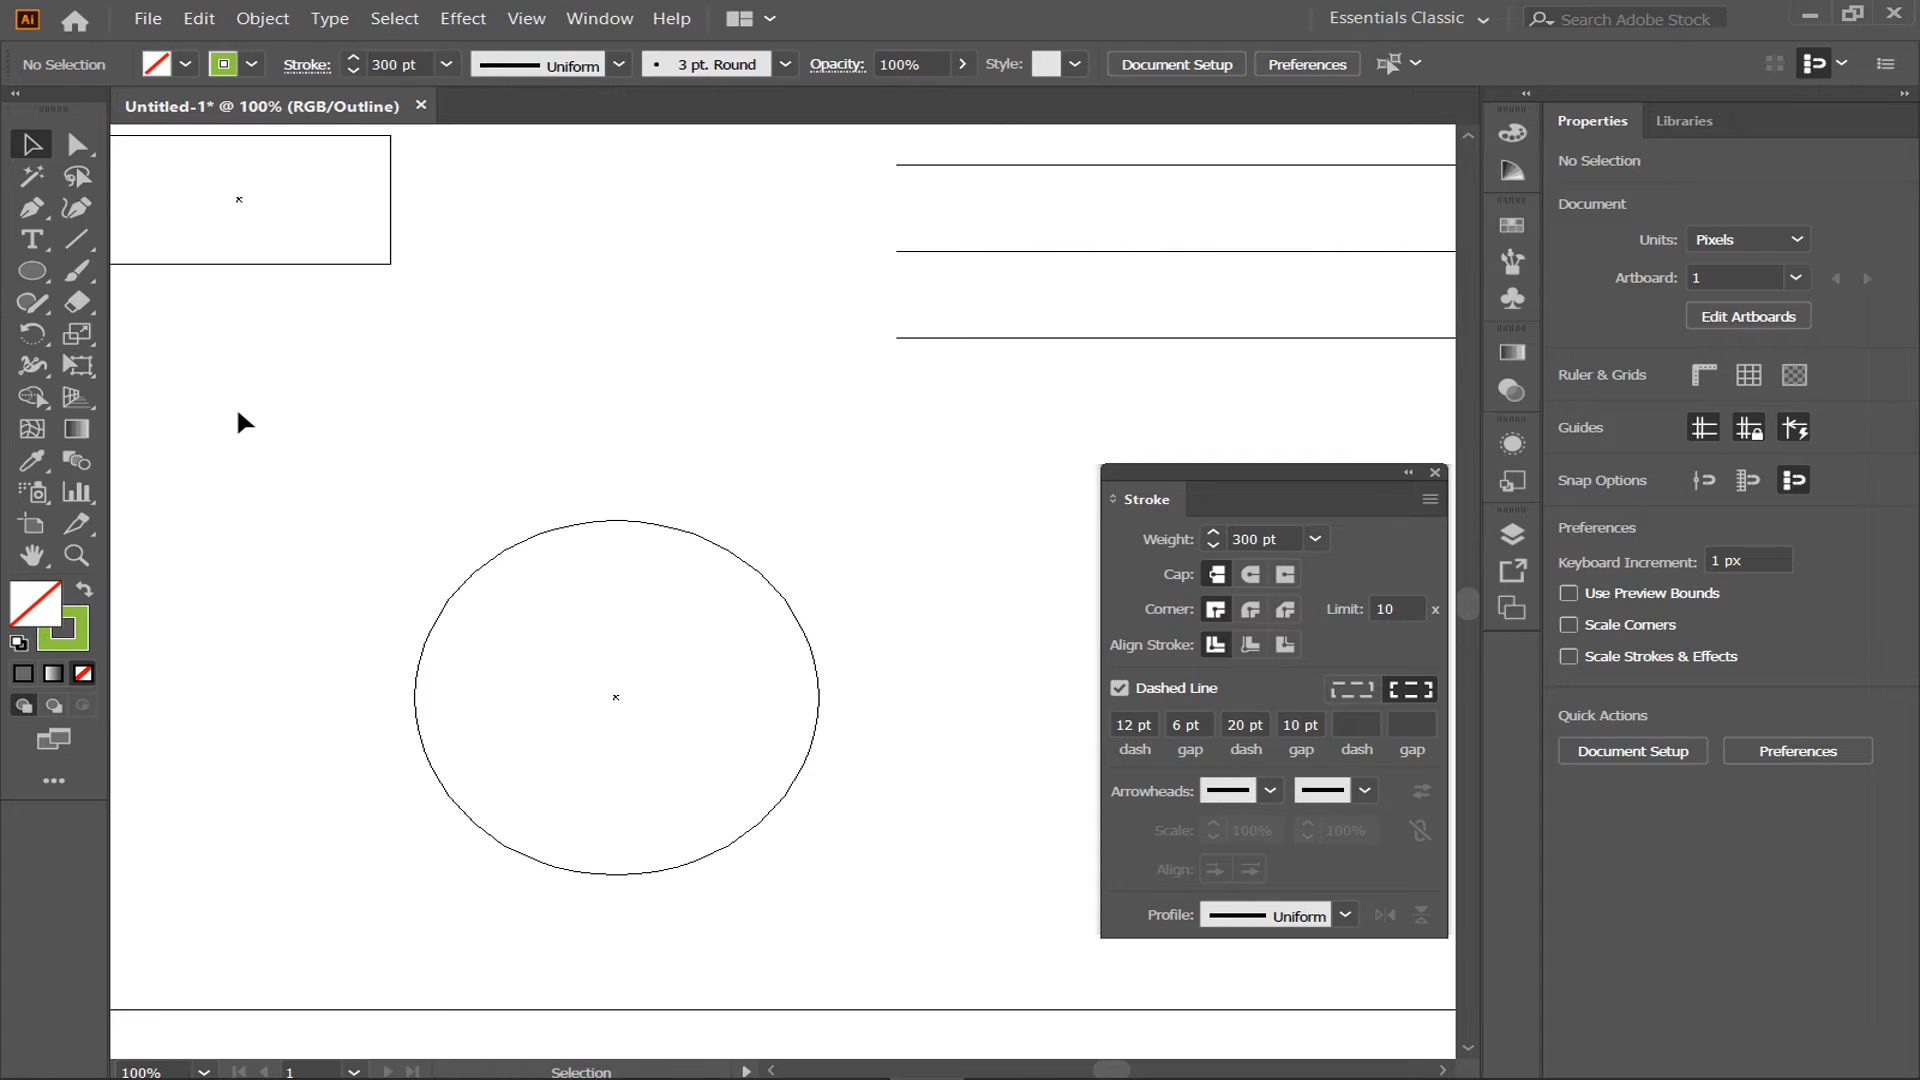 Ai File Edit Object Type Select Effect View Window Help Essentials Classic Search Adobe Stock
No Selection Stroke: 300 pt Uniform 3 pt. Round Opacity: 100% Style: Document Setup Preferences
Untitled-1* @ 100% (RGB/Outline)
Properties Libraries
No Selection
Document
Units: Pixels
Artboard: 1
Edit Artboards
Ruler & Grids
Guides
Snap Options
Preferences
Keyboard Increment: 1 px
Use Preview Bounds
Scale Corners
Scale Strokes & Effects
Quick Actions
Document Setup Preferences
Stroke
Weight: 300 pt
Cap:
Corner: Limit: 10 x
Align Stroke:
Dashed Line
12 pt 6 pt 20 pt 10 pt
dash gap dash gap dash gap
Arrowheads:
Scale: 100% 100%
Align:
Profile: Uniform
100% 1 Selection